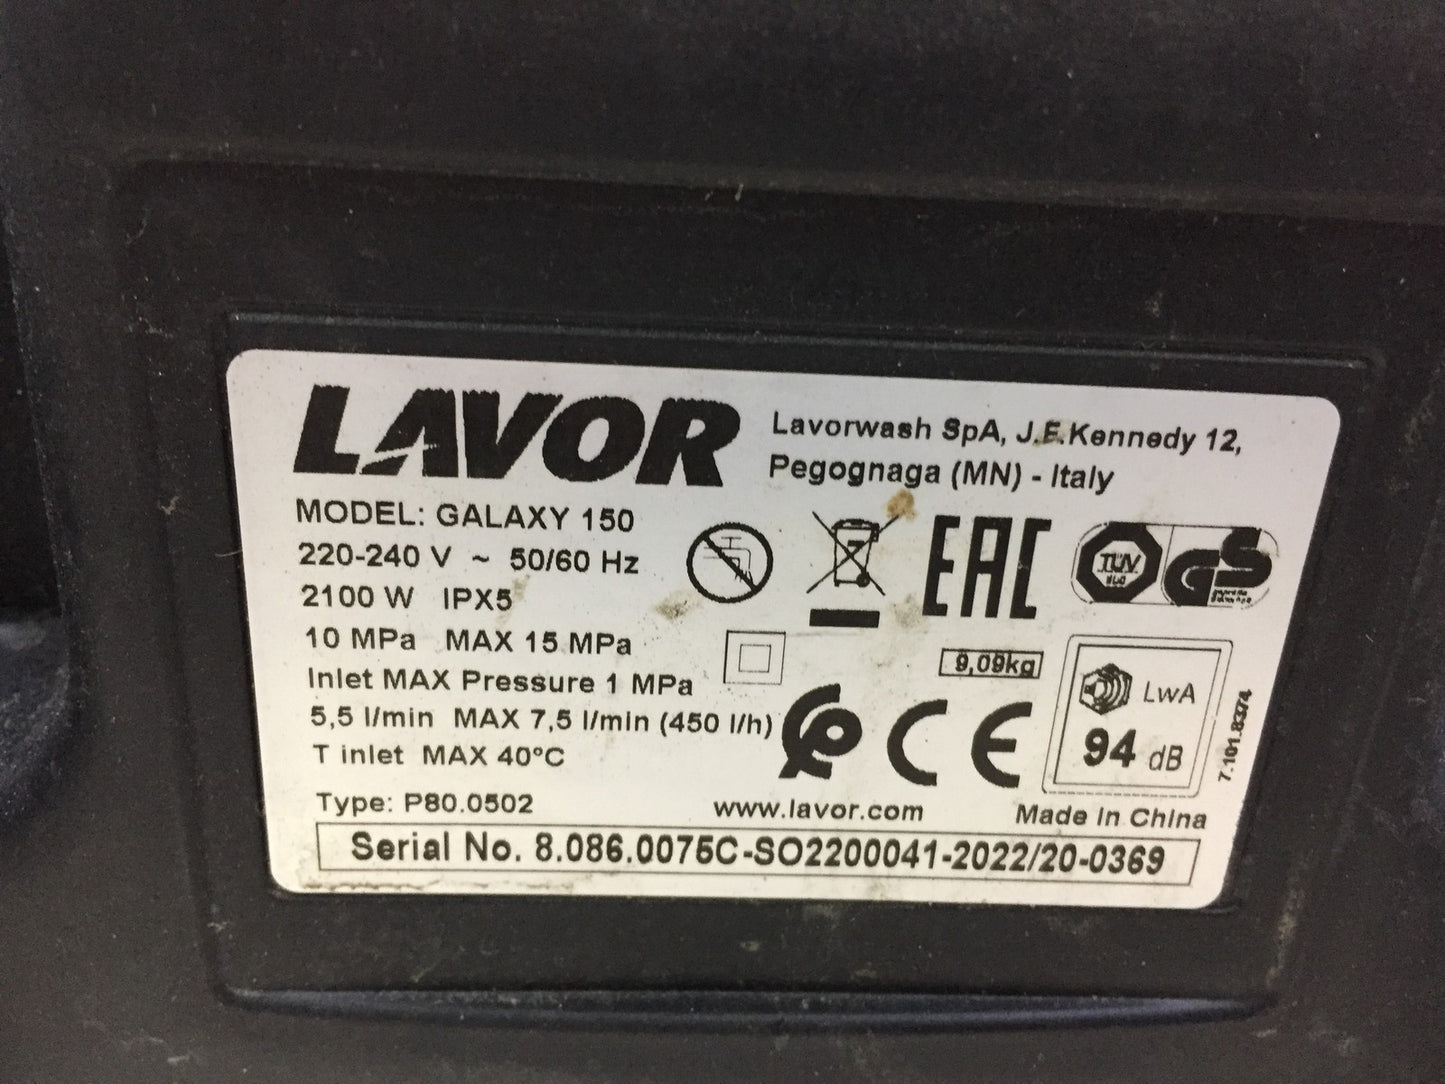 LAVOR
Lavorwash SpA, J.F.Kennedy 12,
Pegognaga (MN) - Italy
MODEL: GALAXY 150
220-240 V ~ 50/60 Hz
2100 W IPX5
10 MPa MAX 15 MPa
Inlet MAX Pressure 1 MPa
5,5 l/min MAX 7,5 l/min (450 l/h)
T inlet MAX 40°C
EAC
TÜV
GS
9,09kg
CE
LWA
94 dB
7.101.8374
Type: P80.0502
www.lavor.com
Made in China
Serial No. 8.086.0075C-SO2200041-2022/20-0369